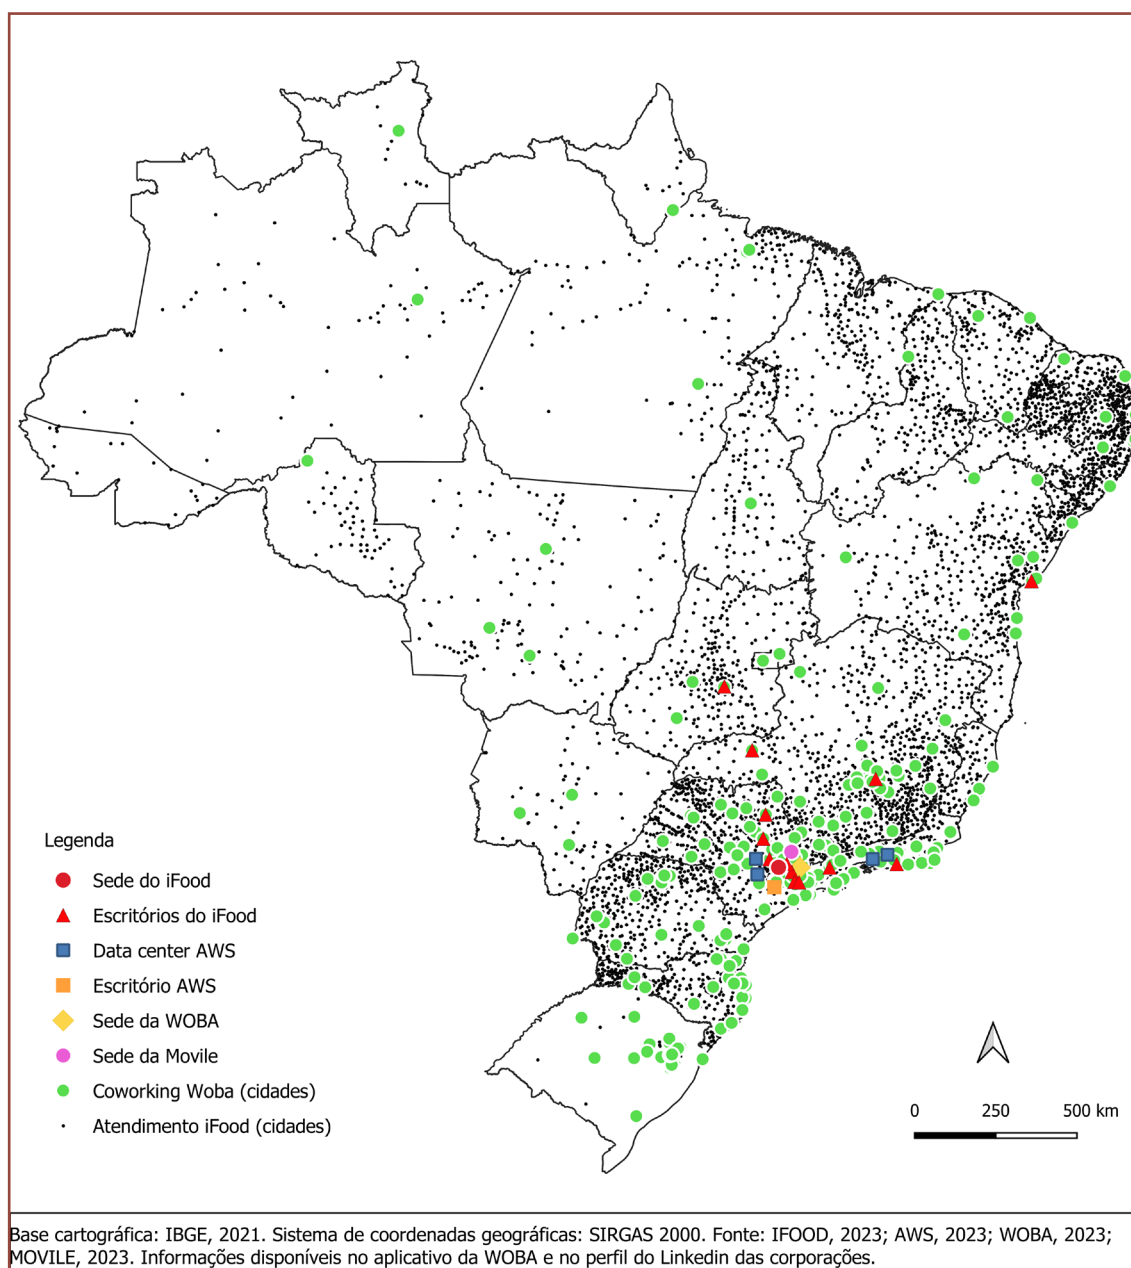 Legenda
Sede do iFood
Escritórios do iFood
Data center AWS
Escritório AWS
Sede da WOBA
Sede da Movile
Coworking Woba (cidades)
Atendimento iFood (cidades)
0 250 500 km
Base cartográfica: IBGE, 2021. Sistema de coordenadas geográficas: SIRGAS 2000. Fonte: IFOOD, 2023; AWS, 2023; WOBA, 2023;
MOVILE, 2023. Informações disponíveis no aplicativo da WOBA e no perfil do Linkedin das corporações.